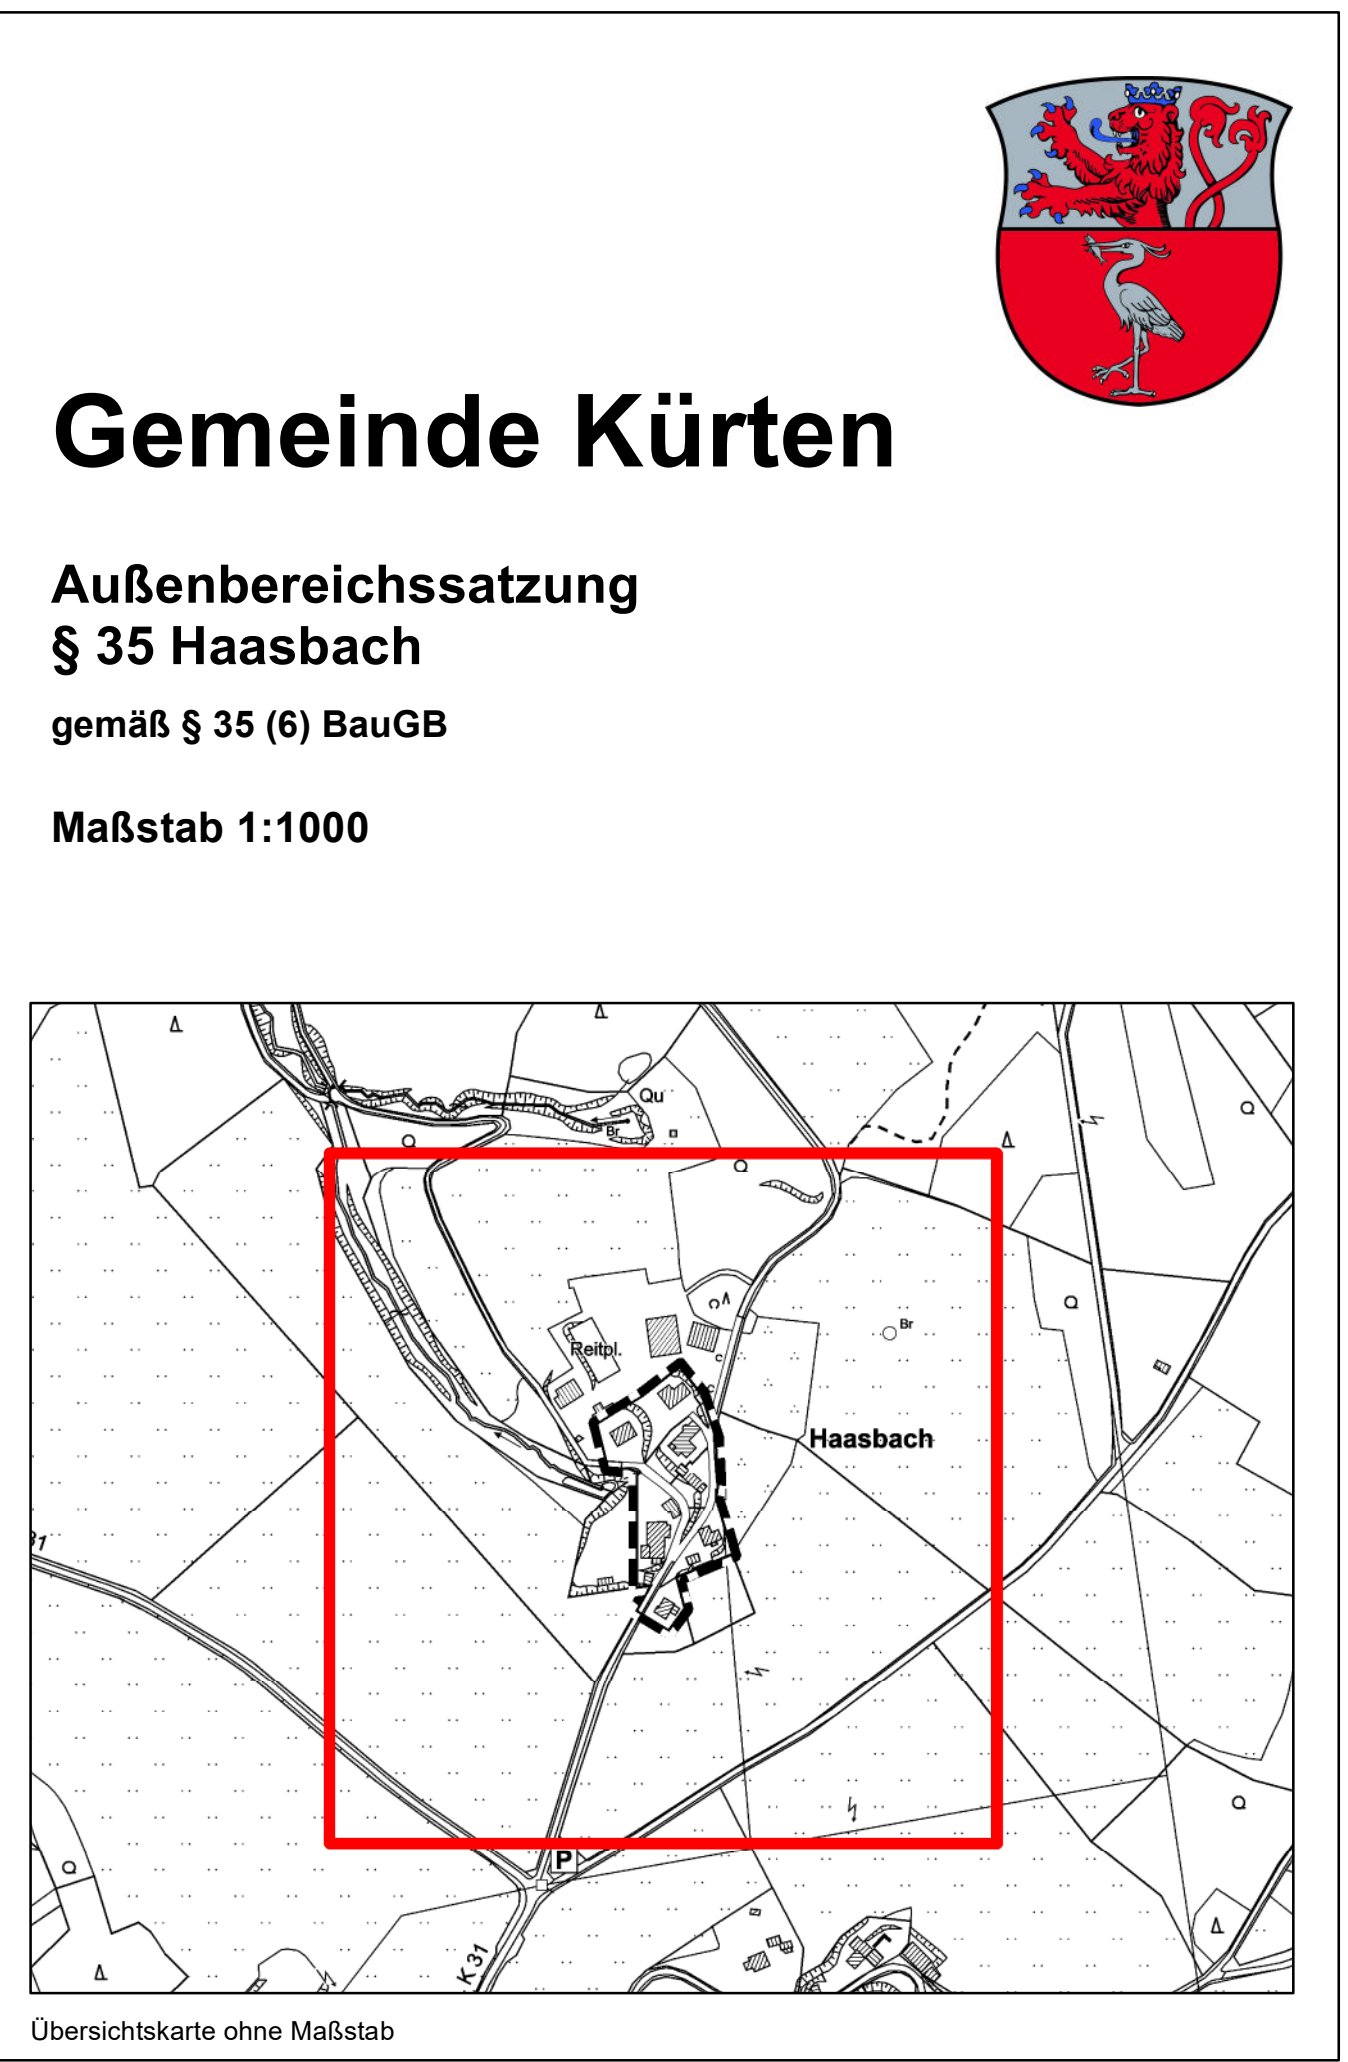 Gemeinde Kürten
Außenbereichssatzung
§ 35 Haasbach
gemäß § 35 (6) BauGB
Maßstab 1:1000
Qu
Br
Reitpl.
Br
Haasbach
31
P
K 31
Übersichtskarte ohne Maßstab